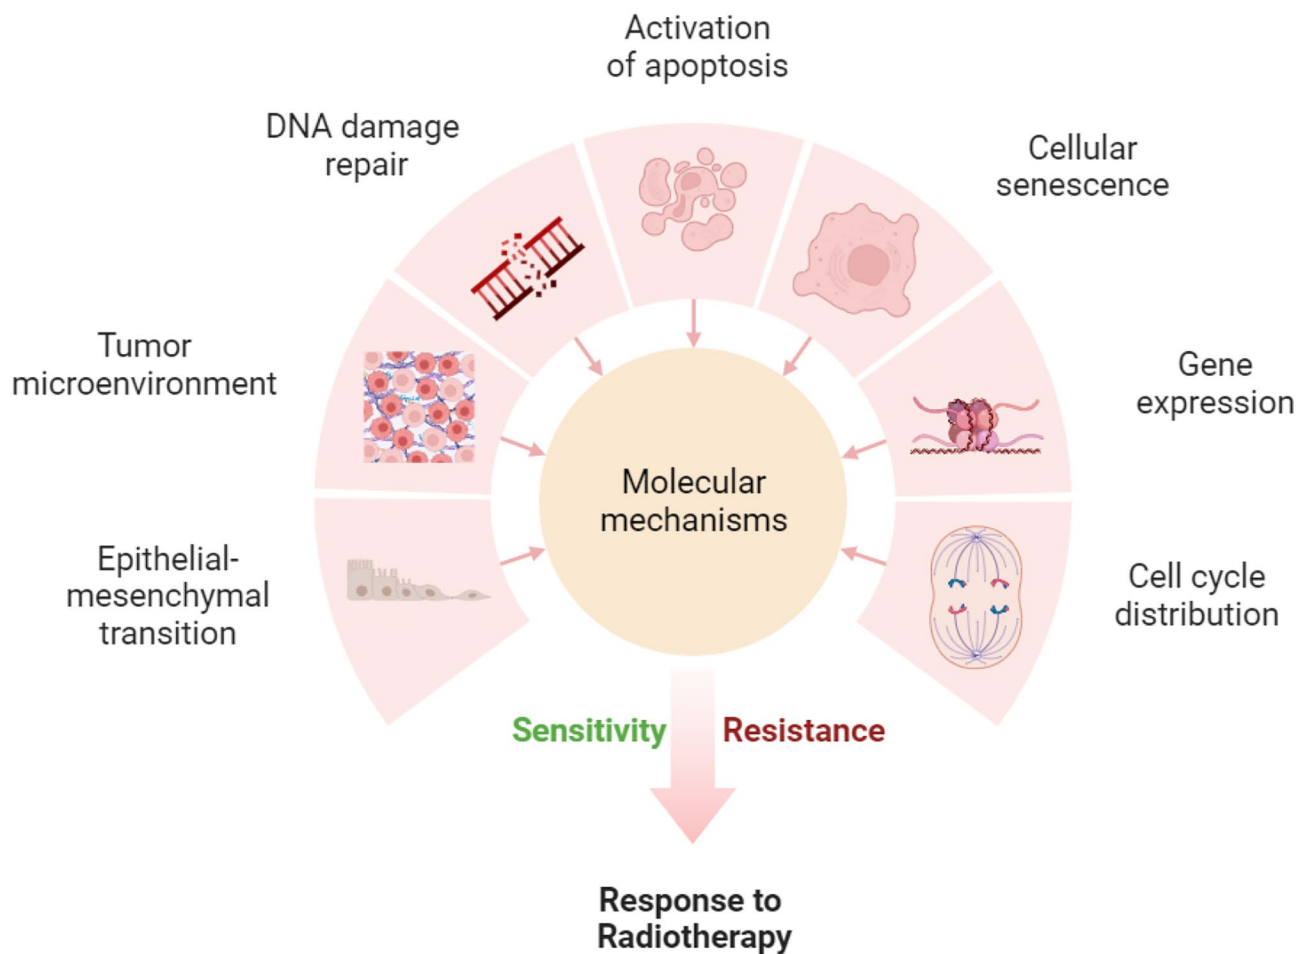 Activation
of apoptosis
DNA damage
repair
Cellular
senescence
Tumor
microenvironment
Gene
expression
Molecular
mechanisms
Epithelial-
mesenchymal
transition
Cell cycle
distribution
Sensitivity
Resistance
Response to
Radiotherapy